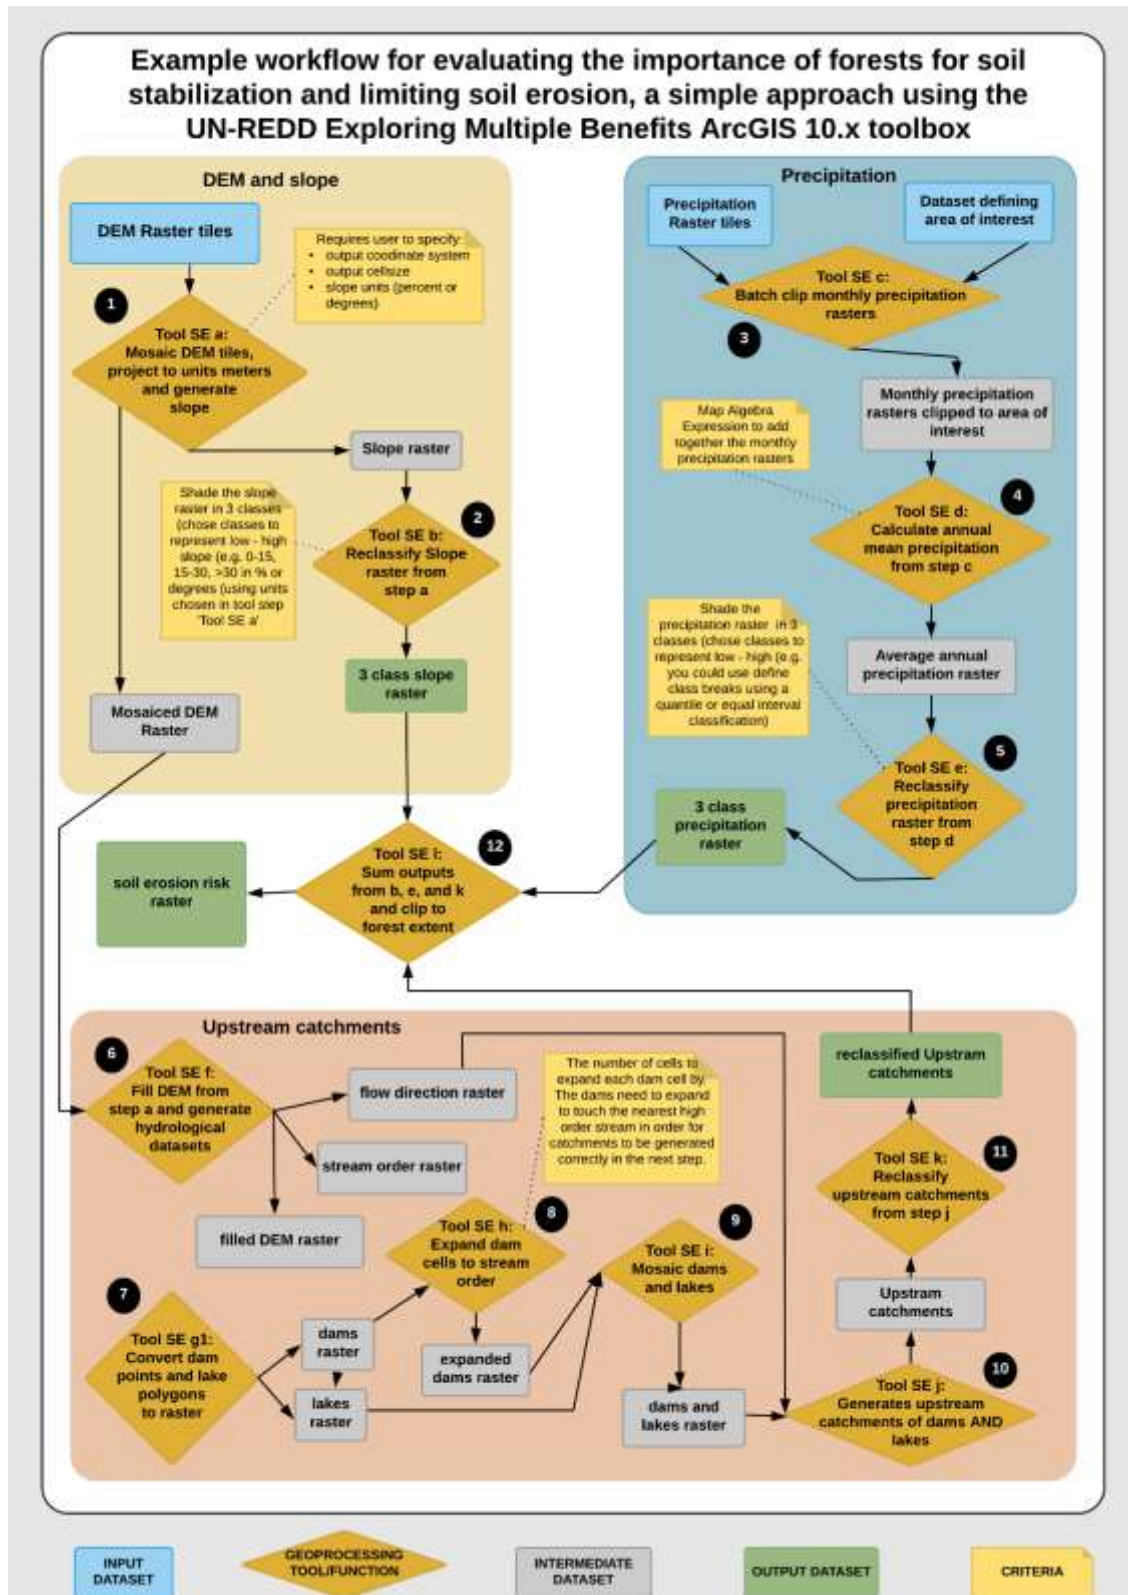 Example workflow for evaluating the importance of forests for soil
stabilization and limiting soil erosion, a simple approach using the
UN-REDD Exploring Multiple Benefits ArcGIS 10.x toolbox
DEM and slope
DEM Raster tiles
Requires user to specify:
• output coodinate system
• output cellsize
• slope units (percent or
degrees)
1
Tool SE a:
Mosaic DEM tiles,
project to units meters
and generate
slope
Slope raster
Shade the slope
raster in 3 classes
(chose classes to
represent low - high
slope (e.g. 0-15,
15-30, >30 in % or
degrees (using units
chosen in tool step
'Tool SE a'
2
Tool SE b:
Reclassify Slope
raster from
step a
3 class slope
raster
Mosaiced DEM
Raster
Precipitation
Precipitation
Raster tiles
Dataset defining
area of interest
Tool SE c:
Batch clip monthly precipitation
rasters
3
Monthly precipitation
rasters clipped to area of
interest
Map Algebra
Expression to add
together the monthly
precipitation rasters
4
Tool SE d:
Calculate annual
mean precipitation
from step c
Shade the
precipitation raster in 3
classes (chose classes to
represent low - high (e.g.
you could use define
class breaks using a
quantile or equal interval
classification)
Average annual
precipitation raster
5
Tool SE e:
Reclassify
precipitation
raster from
step d
3 class
precipitation
raster
12
Tool SE l:
Sum outputs
from b, e, and k
and clip to
forest extent
soil erosion risk
raster
Upstream catchments
6
Tool SE f:
Fill DEM from
step a and generate
hydrological
datasets
flow direction raster
stream order raster
filled DEM raster
The number of cells to
expand each dam cell by.
The dams need to expand
to touch the nearest high
order stream in order for
catchments to be generated
correctly in the next step.
reclassified Upstram
catchments
11
Tool SE k:
Reclassify
upstream catchments
from step j
8
Tool SE h:
Expand dam
cells to stream
order
9
Tool SE i:
Mosaic dams
and lakes
7
Tool SE g1:
Convert dam
points and lake
polygons
to raster
dams
raster
lakes
raster
expanded
dams raster
dams and
lakes raster
Upstram
catchments
10
Tool SE j:
Generates upstream
catchments of dams AND
lakes
INPUT
DATASET
GEOPROCESSING
TOOL/FUNCTION
INTERMEDIATE
DATASET
OUTPUT DATASET
CRITERIA